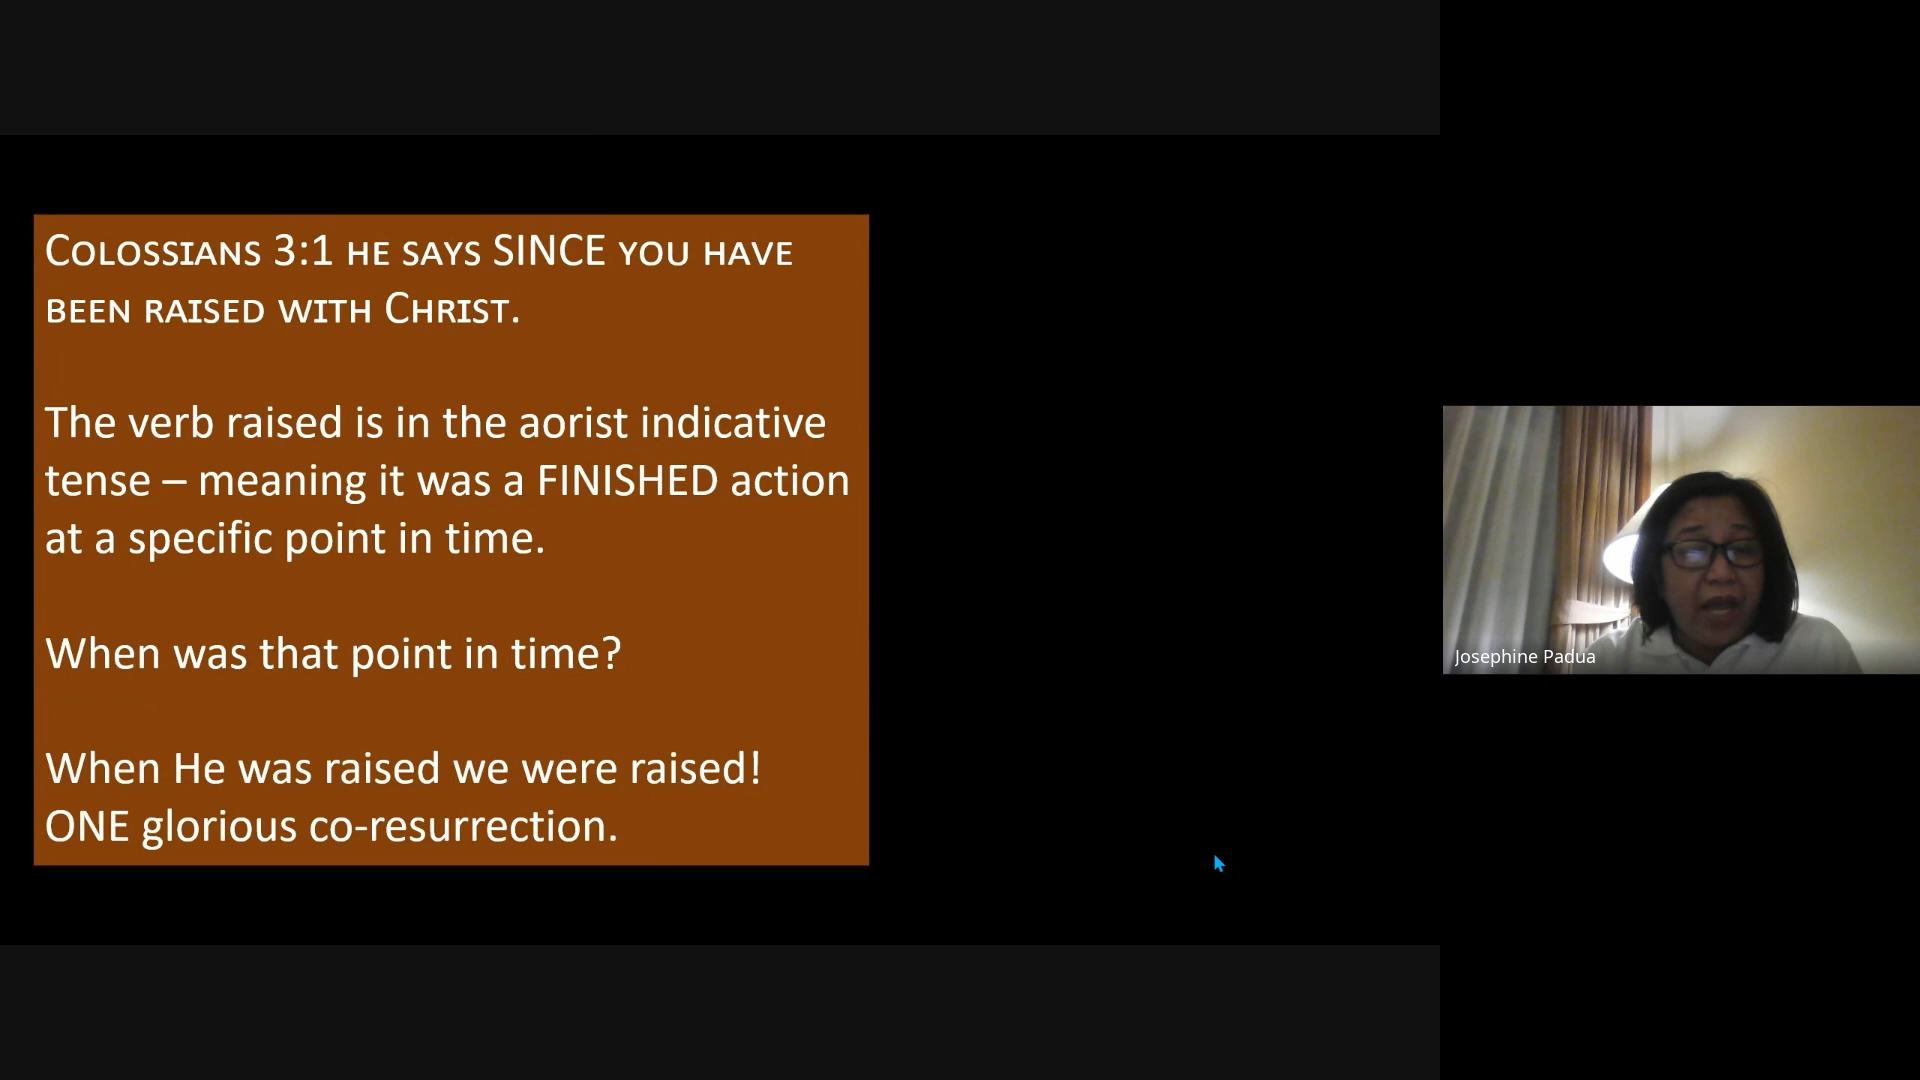 Colossians 3:1 he says SINCE you have
been raised with Christ.
The verb raised is in the aorist indicative
tense – meaning it was a FINISHED action
at a specific point in time.
When was that point in time?
When He was raised we were raised!
ONE glorious co-resurrection.
Josephine Padua